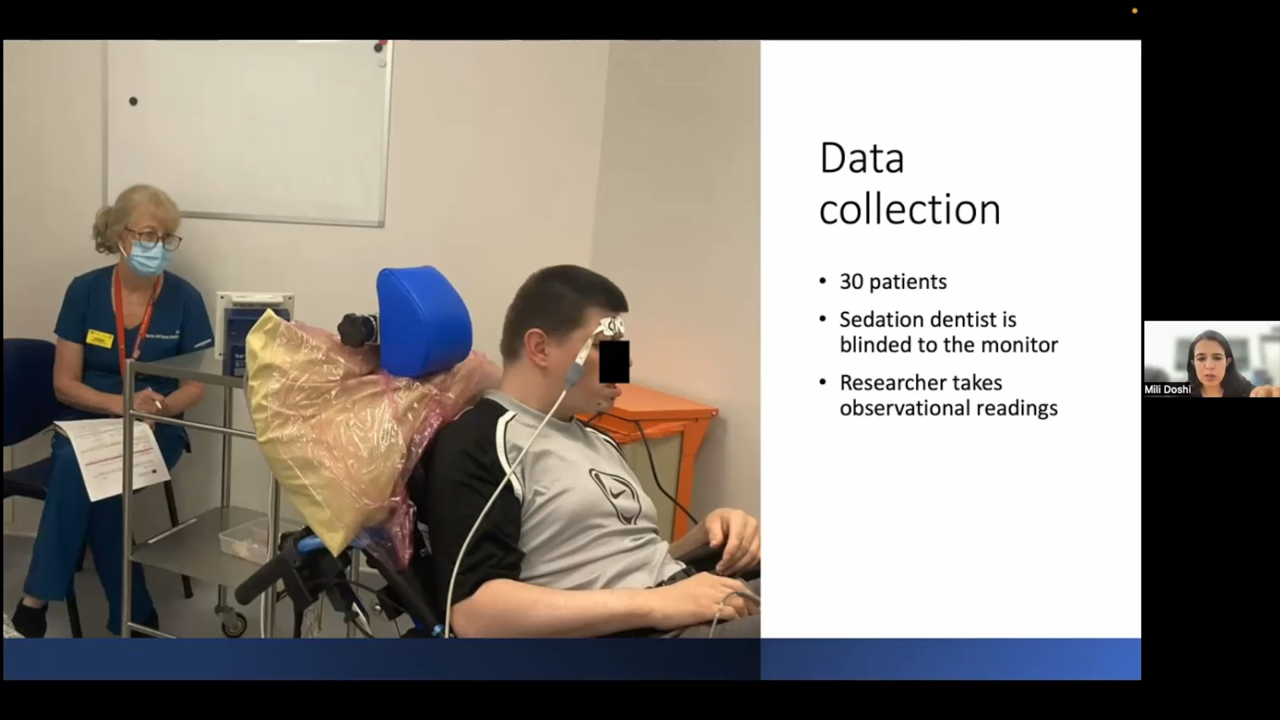 Data
collection
• 30 patients
• Sedation dentist is
blinded to the monitor
• Researcher takes
observational readings
Mili Doshi